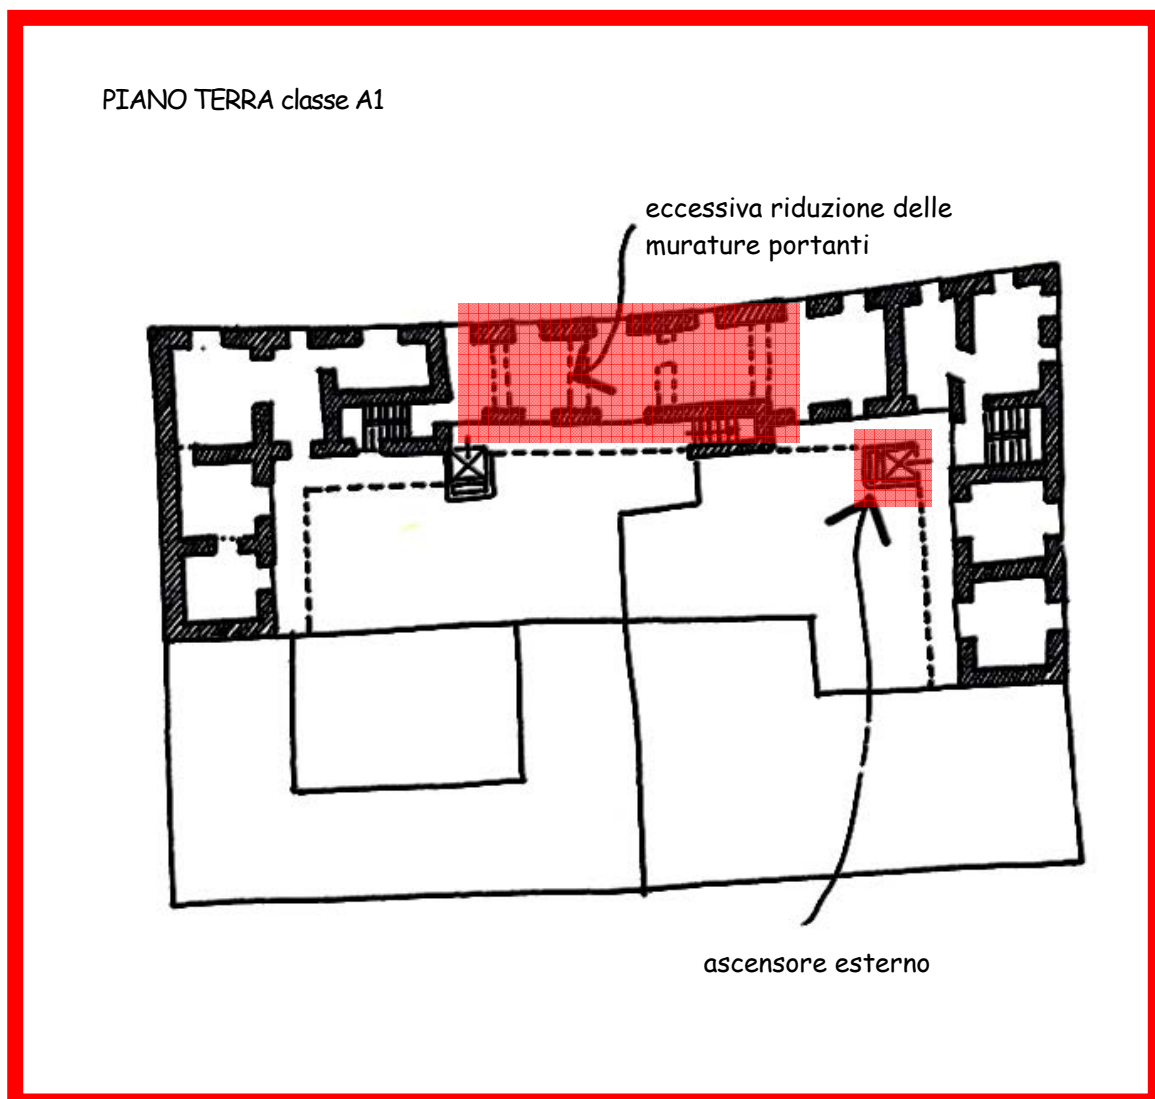 PIANO TERRA classe A1
eccessiva riduzione delle
murature portanti
ascensore esterno